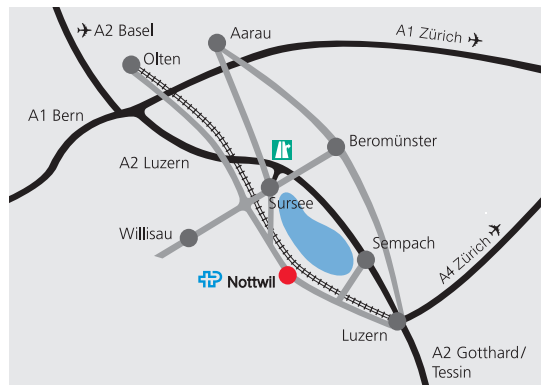 A2 Basel
Aarau
A1 Zürich
Olten
A1 Bern
Beromünster
A2 Luzern
Sursee
Willisau
Sempach
A4 Zürich
Nottwil
Luzern
A2 Gotthard/
Tessin